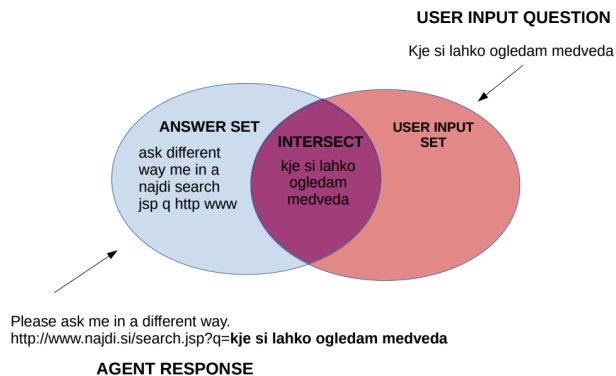 USER INPUT QUESTION
Kje si lahko ogledam medveda
ANSWER SET
ask different
way me in a
najdi search
jsp q http www
INTERSECT
kje si lahko
ogledam
medveda
USER INPUT
SET
Please ask me in a different way.
http://www.najdi.si/search.jsp?q=kje si lahko ogledam medveda
AGENT RESPONSE